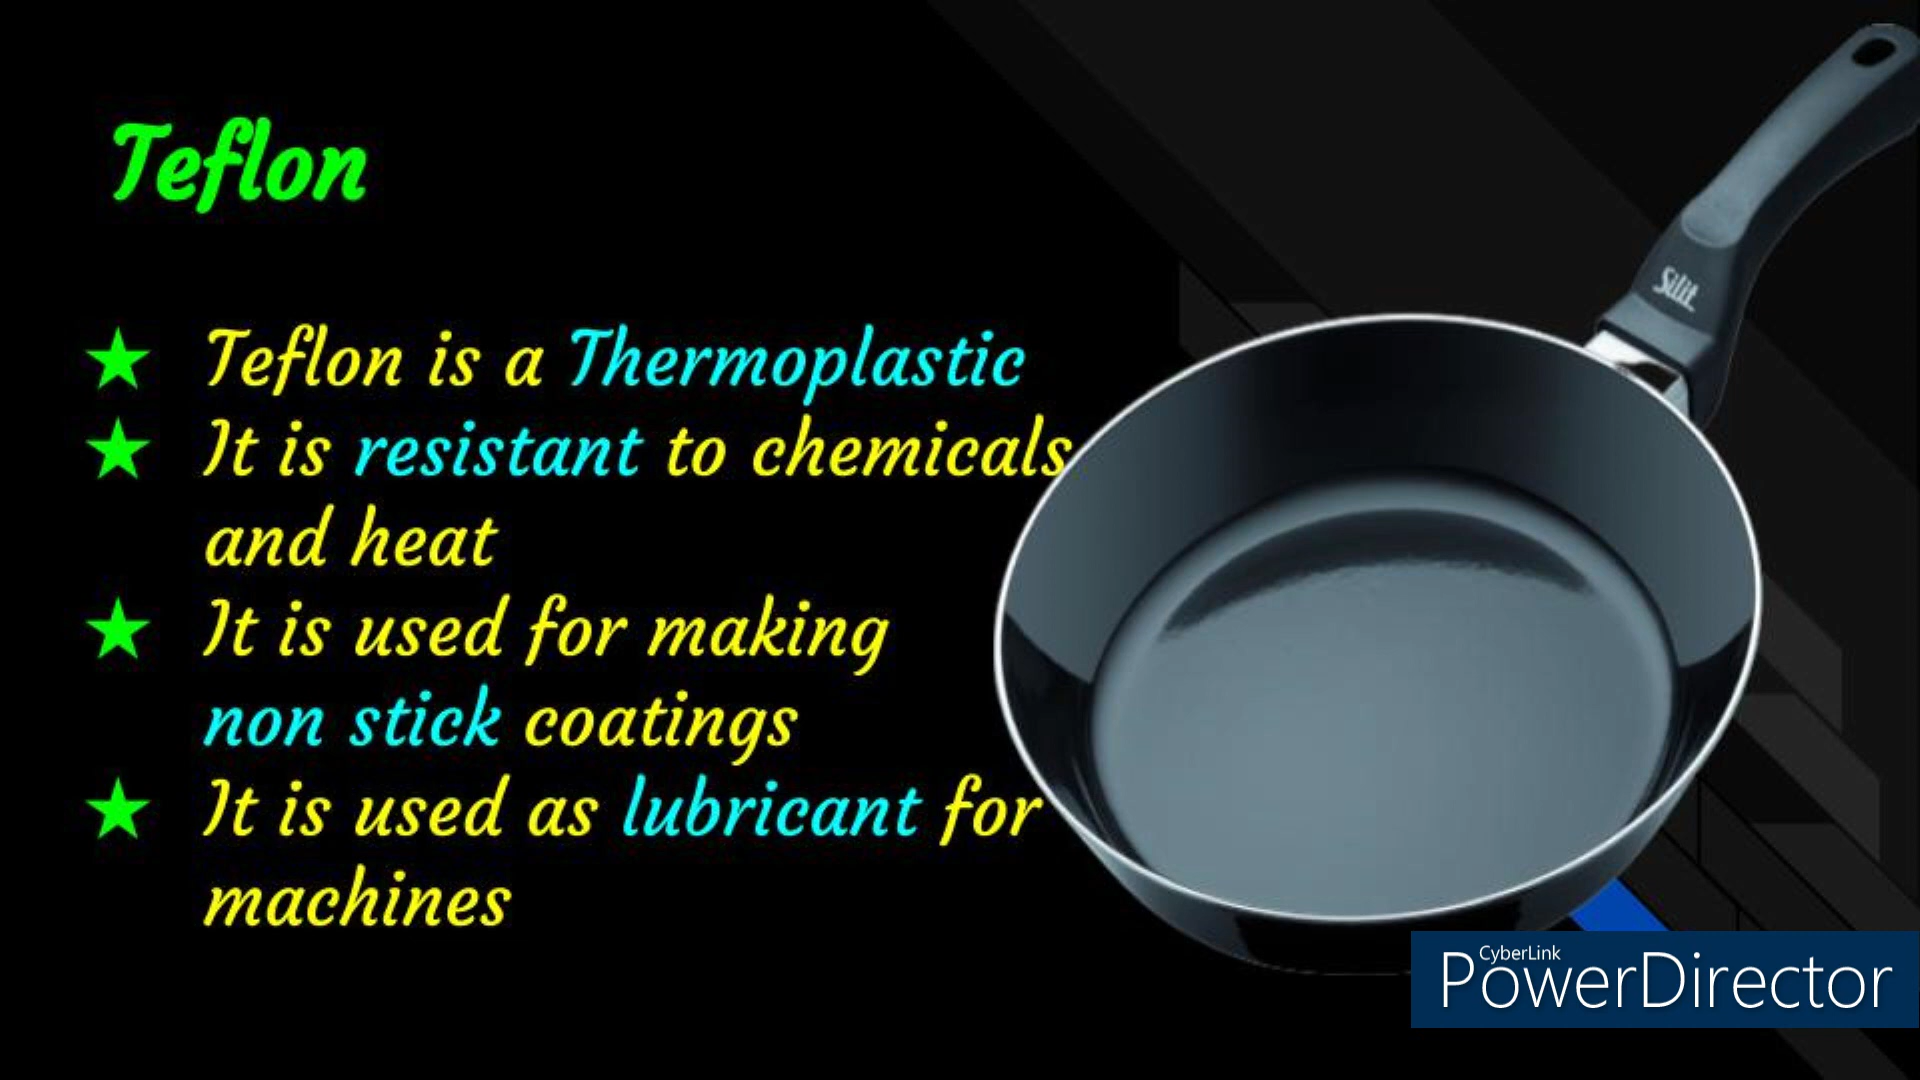 Teflon
Teflon is a Thermoplastic
It is resistant to chemicals
and heat
It is used for making
non stick coatings
It is used as lubricant for
machines
Silit
CyberLink
PowerDirector